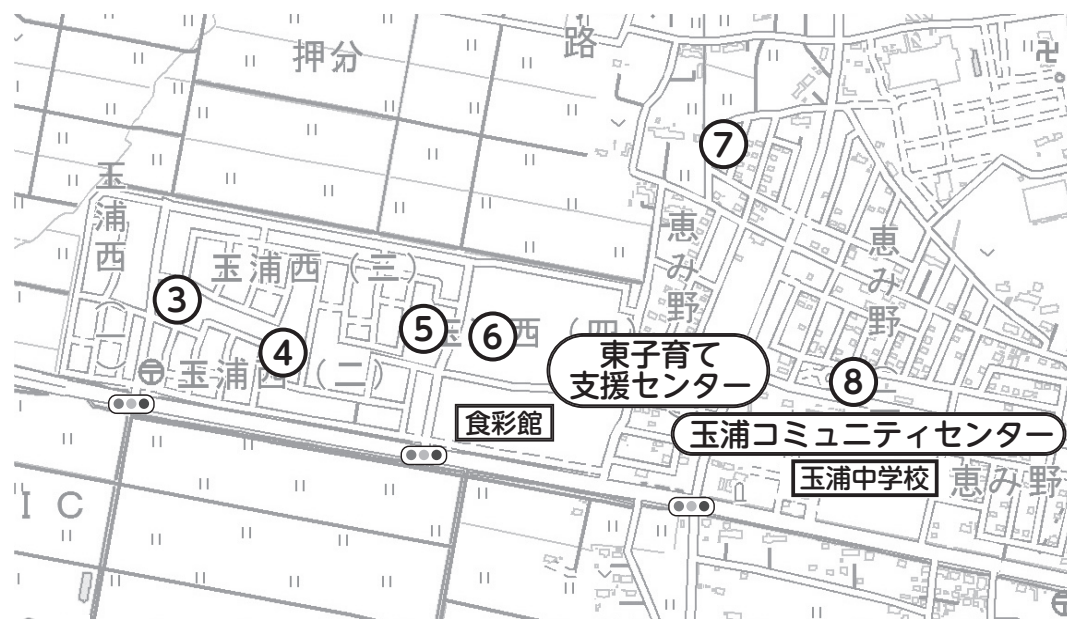 押分
路
⑦
玉浦西
(一)
③
玉浦西(三)
④
⑤
⑥
玉浦西(四)
玉浦西(二)
恵み野
恵み野
東子育て
支援センター
⑧
食彩館
玉浦コミュニティセンター
玉浦中学校
恵み野
IC